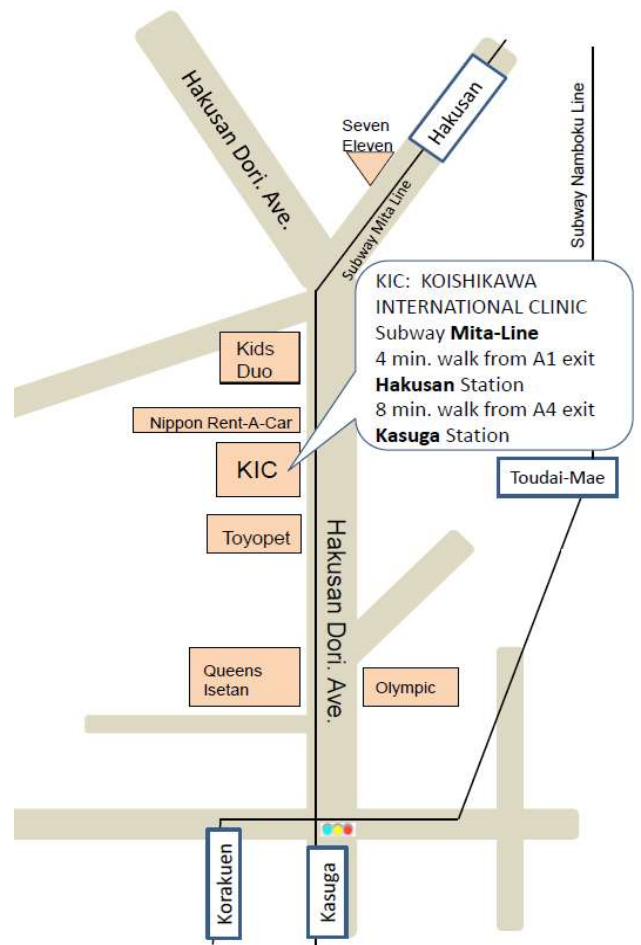 Hakusan
Seven
Eleven
Hakusan Dori. Ave.
Subway Mita Line
Subway Namboku Line
KIC: KOISHIKAWA
INTERNATIONAL CLINIC
Subway Mita-Line
4 min. walk from A1 exit
Hakusan Station
8 min. walk from A4 exit
Kasuga Station
Kids
Duo
Nippon Rent-A-Car
KIC
Toudai-Mae
Toyopet
Hakusan Dori. Ave.
Queens
Isetan
Olympic
Korakuen
Kasuga